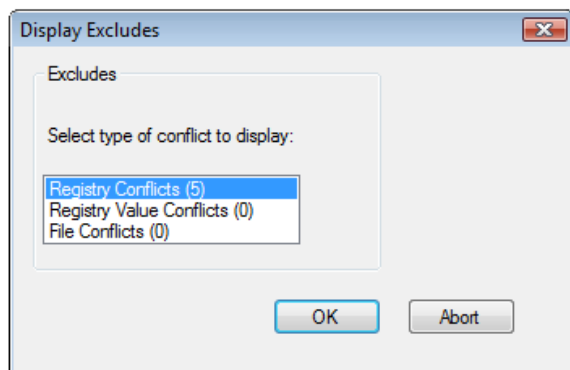 Display Excludes
Excludes
Select type of conflict to display:
Registry Conflicts (5)
Registry Value Conflicts (0)
File Conflicts (0)
OK
Abort